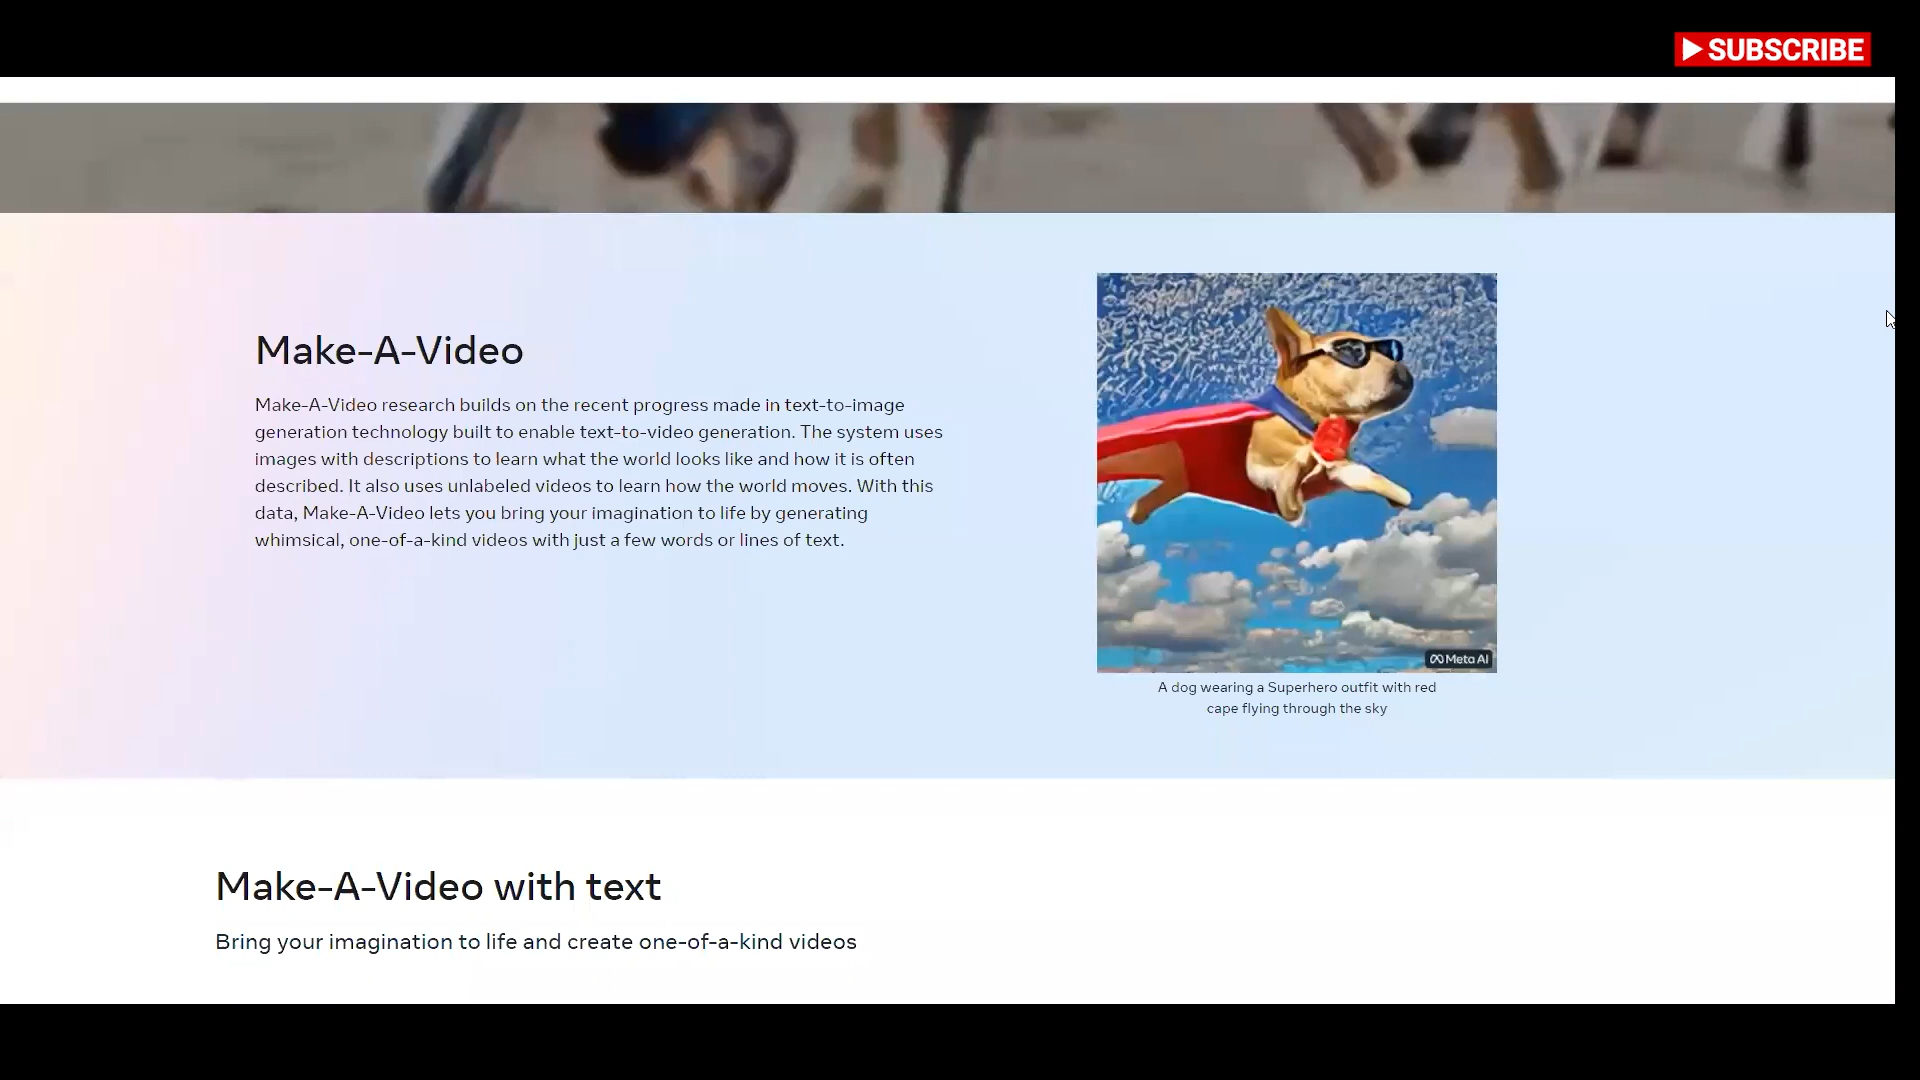 SUBSCRIBE
Make-A-Video
Make-A-Video research builds on the recent progress made in text-to-image
generation technology built to enable text-to-video generation. The system uses
images with descriptions to learn what the world looks like and how it is often
described. It also uses unlabeled videos to learn how the world moves. With this
data, Make-A-Video lets you bring your imagination to life by generating
whimsical, one-of-a-kind videos with just a few words or lines of text.
Meta AI
A dog wearing a Superhero outfit with red
cape flying through the sky
Make-A-Video with text
Bring your imagination to life and create one-of-a-kind videos